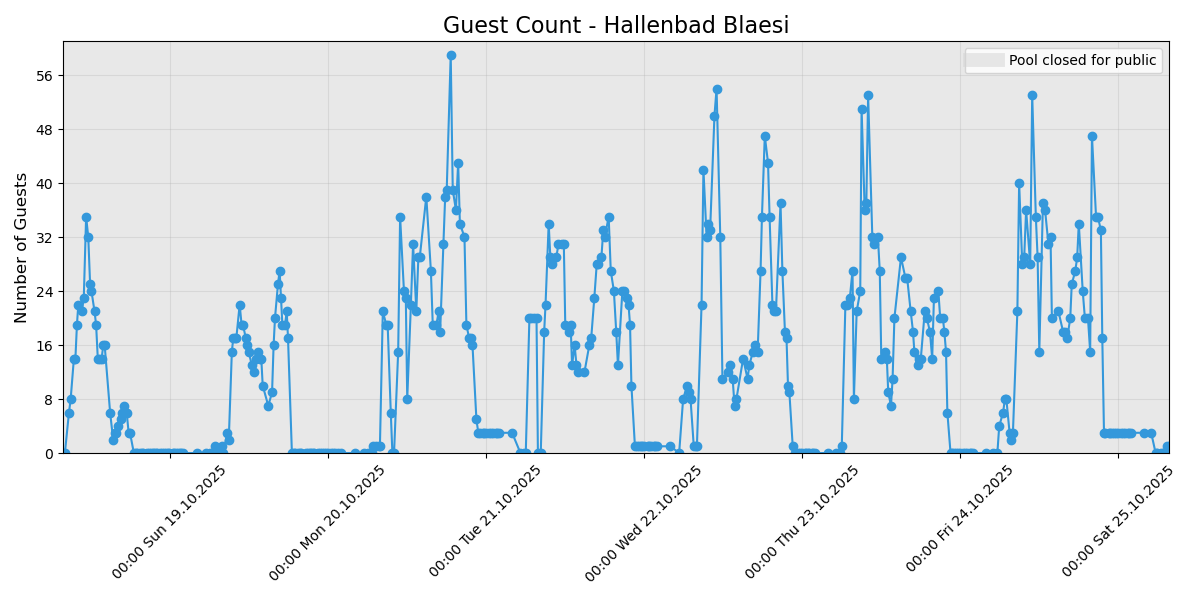 Guest Count - Hallenbad Blaesi
Pool closed for public
Number of Guests
56
48
40
32
24
16
8
0
00:00 Sun 19.10.2025
00:00 Mon 20.10.2025
00:00 Tue 21.10.2025
00:00 Wed 22.10.2025
00:00 Thu 23.10.2025
00:00 Fri 24.10.2025
00:00 Sat 25.10.2025